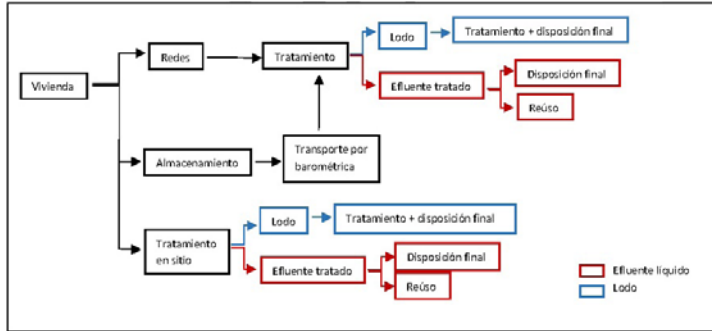 Redes
Tratamiento
Lodo
Tratamiento + disposición final
Vivienda
Efluente tratado
Disposición final
Reúso
Almacenamiento
Transporte por
barométrica
Lodo
Tratamiento + disposición final
Tratamiento
en sitio
Efluente tratado
Disposición final
Reúso
Efluente líquido
Lodo